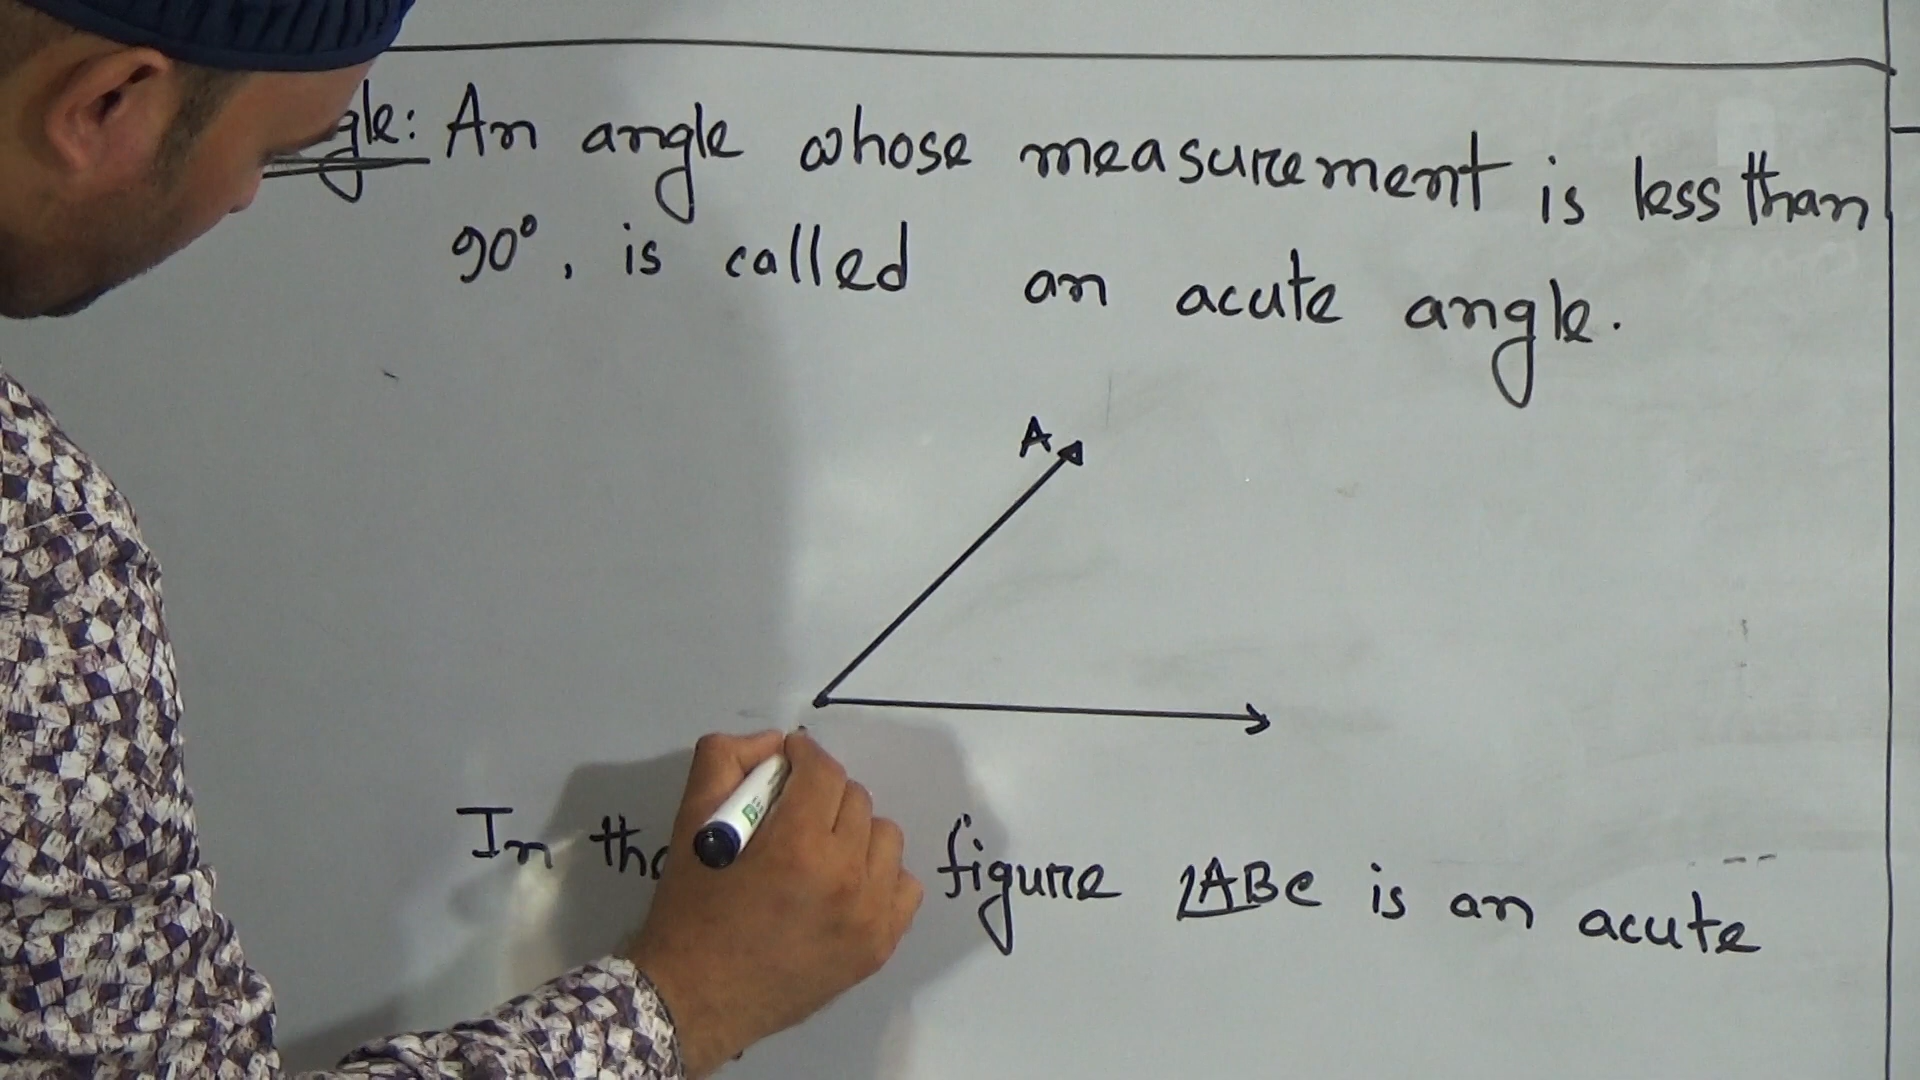 gle: An angle whose measurement is less than
90°, is called an acute angle.
A
In figure ∠ABC is an acute